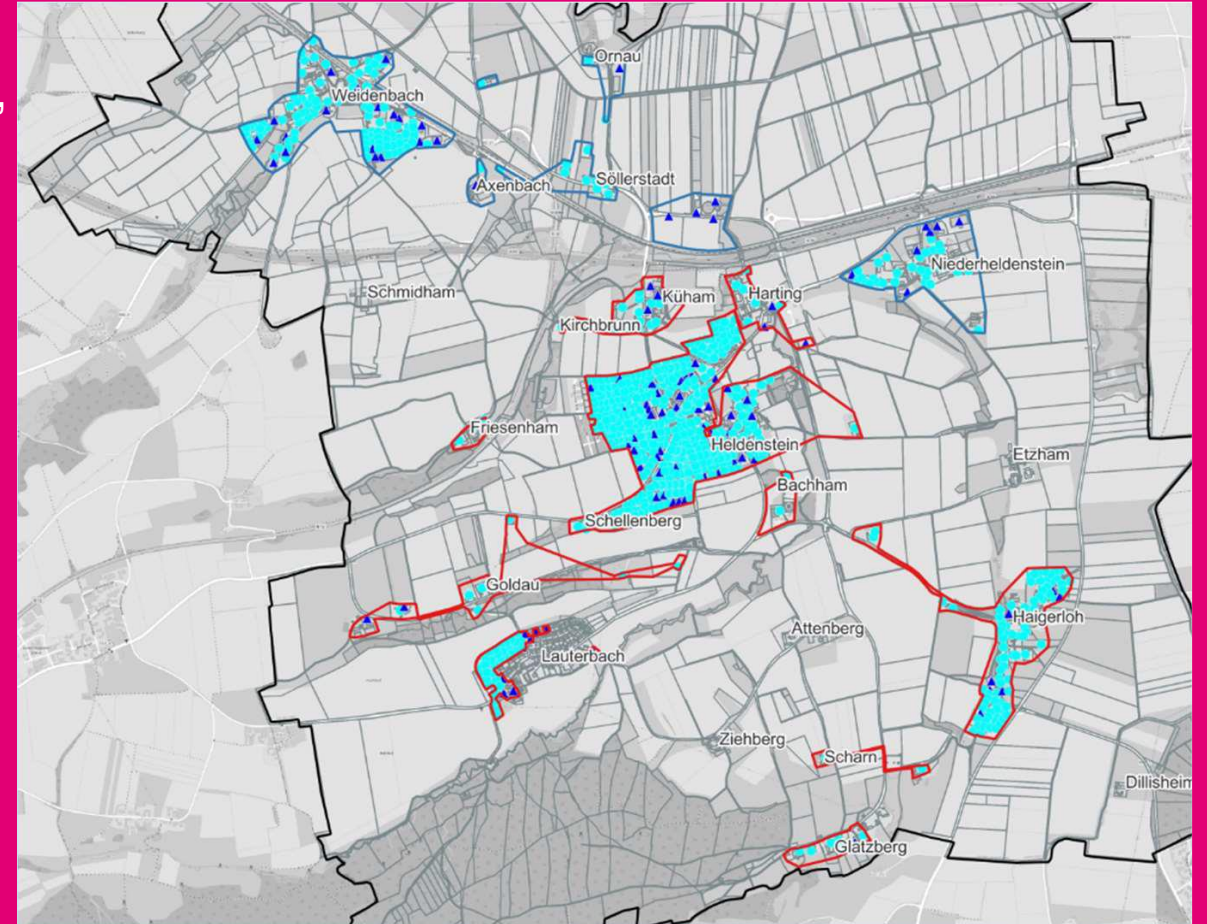 ,
Ornau
Weidenbach
Axenbach
Söllerstadt
Niederheldenstein
Schmidham
Küham
Harting
Kirchbrunn
Friesenham
Heldenstein
Etzham
Bachham
Schellenberg
Goldau
Haigerloh
Attenberg
Lauterbach
Ziehberg
Scharn
Dillisheim
Glatzberg